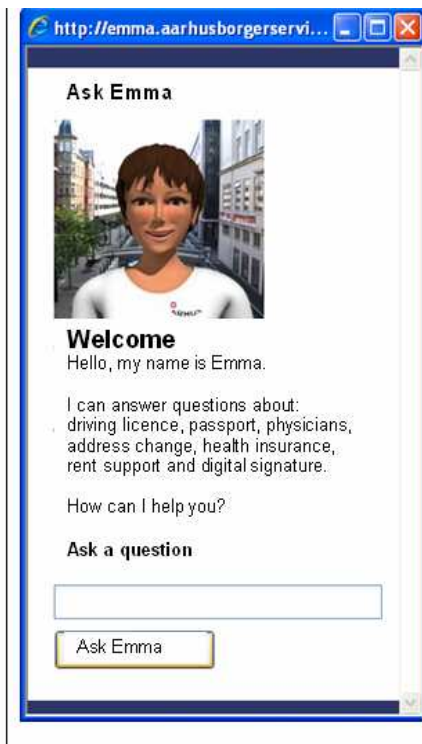 http://emma.aarhusborgerservi...
Ask Emma
Welcome
Hello, my name is Emma.
I can answer questions about:
driving licence, passport, physicians,
address change, health insurance,
rent support and digital signature.
How can I help you?
Ask a question
Ask Emma